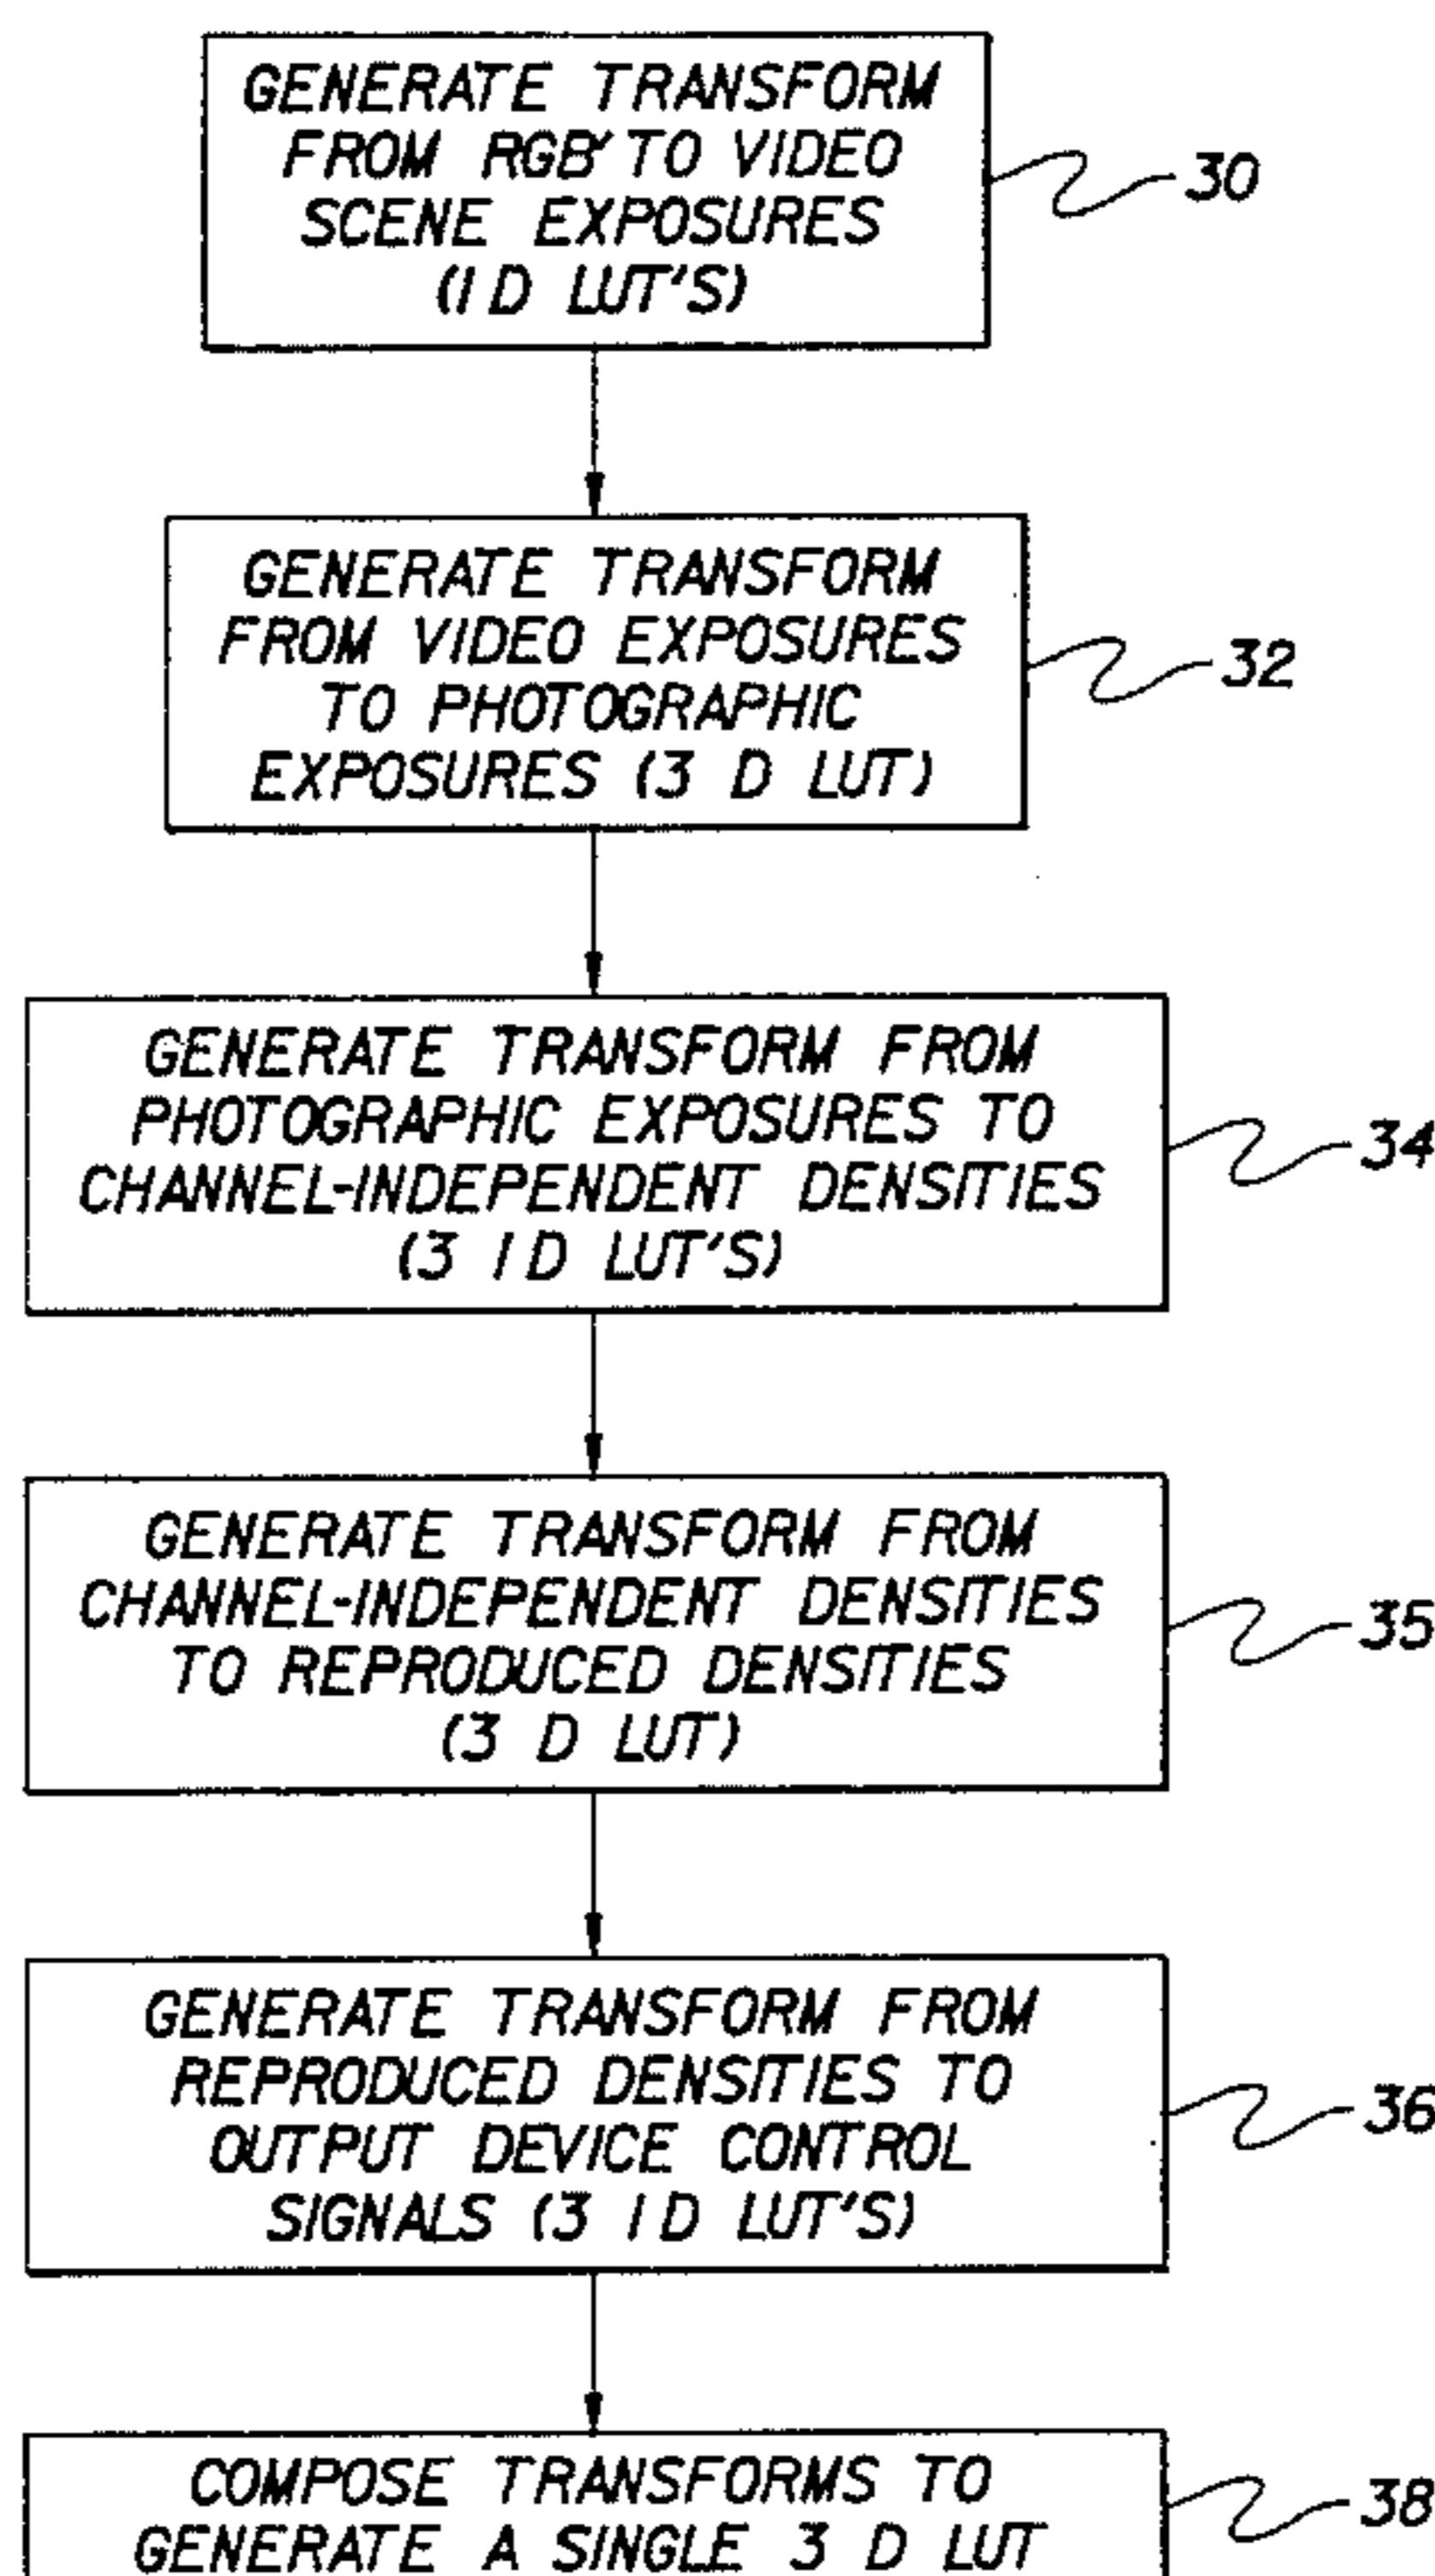 GENERATE TRANSFORM
FROM RGB' TO VIDEO
SCENE EXPOSURES
(1 D LUT'S)
30
GENERATE TRANSFORM
FROM VIDEO EXPOSURES
TO PHOTOGRAPHIC
EXPOSURES (3 D LUT)
32
GENERATE TRANSFORM FROM
PHOTOGRAPHIC EXPOSURES TO
CHANNEL-INDEPENDENT DENSITIES
(3 1 D LUT'S)
34
GENERATE TRANSFORM FROM
CHANNEL-INDEPENDENT DENSITIES
TO REPRODUCED DENSITIES
(3 D LUT)
35
GENERATE TRANSFORM FROM
REPRODUCED DENSITIES TO
OUTPUT DEVICE CONTROL
SIGNALS (3 1 D LUT'S)
36
COMPOSE TRANSFORMS TO
GENERATE A SINGLE 3 D LUT
38